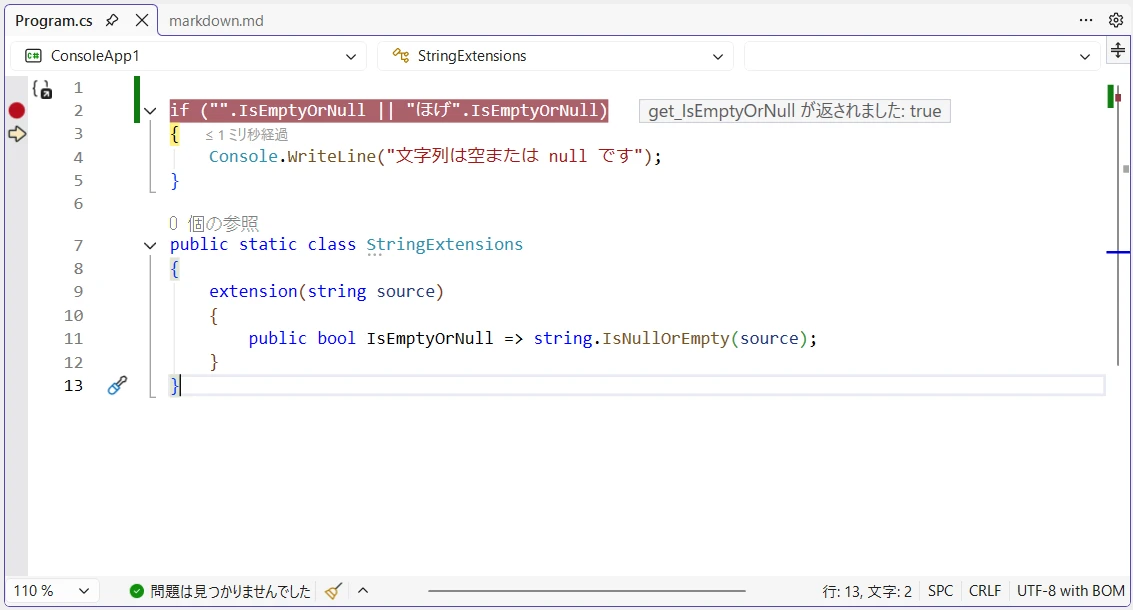 Program.cs markdown.md
C# ConsoleApp1 StringExtensions
1
2 if ("".IsEmptyOrNull || "ほげ".IsEmptyOrNull) get_IsEmptyOrNull が返されました: true
3 { ≤ 1 ミリ秒経過
4 Console.WriteLine("文字列は空または null です");
5 }
6
0 個の参照
7 public static class StringExtensions
8 {
9 extension(string source)
10 {
11 public bool IsEmptyOrNull => string.IsNullOrEmpty(source);
12 }
13 }
110 % 問題は見つかりませんでした 行: 13, 文字: 2 SPC CRLF UTF-8 with BOM